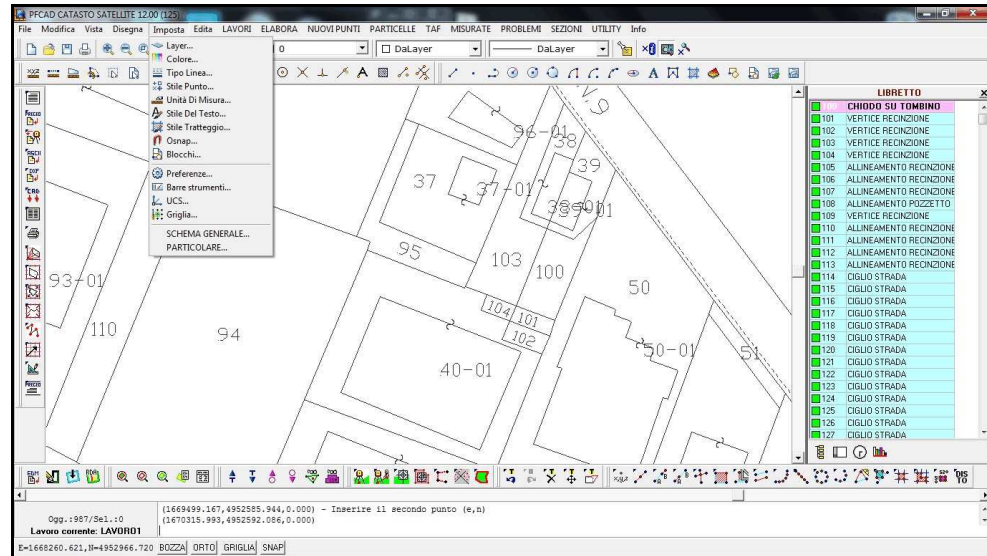 PFCAD CATASTO SATELLITE 12.00 (125)
File Modifica Vista Disegna Imposta Edita LAVORI ELABORA NUOVI PUNTI PARTICELLE TAF MISURATE PROBLEMI SEZIONI UTILITY Info
0 DaLayer DaLayer
Layer...
Colore...
Tipo Linea...
Stile Punto...
Unità Di Misura...
Stile Del Testo...
Stile Tratteggio...
Osnap...
Blocchi...
Preferenze...
Barre strumenti...
UCS...
Griglia...
SCHEMA GENERALE...
PARTICOLARE...
96-01
38
39
37
37-01
95
103
100
50
93-01
110
94
104
101
102
40-01
50-01
51
LIBRETTO
100 CHIODO SU TOMBINO
101 VERTICE RECINZIONE
102 VERTICE RECINZIONE
103 VERTICE RECINZIONE
104 VERTICE RECINZIONE
105 ALLINEAMENTO RECINZIONE
106 ALLINEAMENTO RECINZIONE
107 ALLINEAMENTO RECINZIONE
108 ALLINEAMENTO POZZETTO
109 VERTICE RECINZIONE
110 ALLINEAMENTO RECINZIONE
111 ALLINEAMENTO RECINZIONE
112 ALLINEAMENTO RECINZIONE
113 ALLINEAMENTO RECINZIONE
114 CIGLIO STRADA
115 CIGLIO STRADA
116 CIGLIO STRADA
117 CIGLIO STRADA
118 CIGLIO STRADA
119 CIGLIO STRADA
120 CIGLIO STRADA
121 CIGLIO STRADA
122 CIGLIO STRADA
123 CIGLIO STRADA
124 CIGLIO STRADA
125 CIGLIO STRADA
126 CIGLIO STRADA
127 CIGLIO STRADA
Ogg.:987/Sel.:0
Lavoro corrente: LAVORO1
(1669499.167,4952585.944,0.000) - Inserire il secondo punto (e,n)
(1670315.993,4952592.086,0.000)
E=1668260.621,N=4952966.720 BOZZA ORTO GRIGLIA SNAP